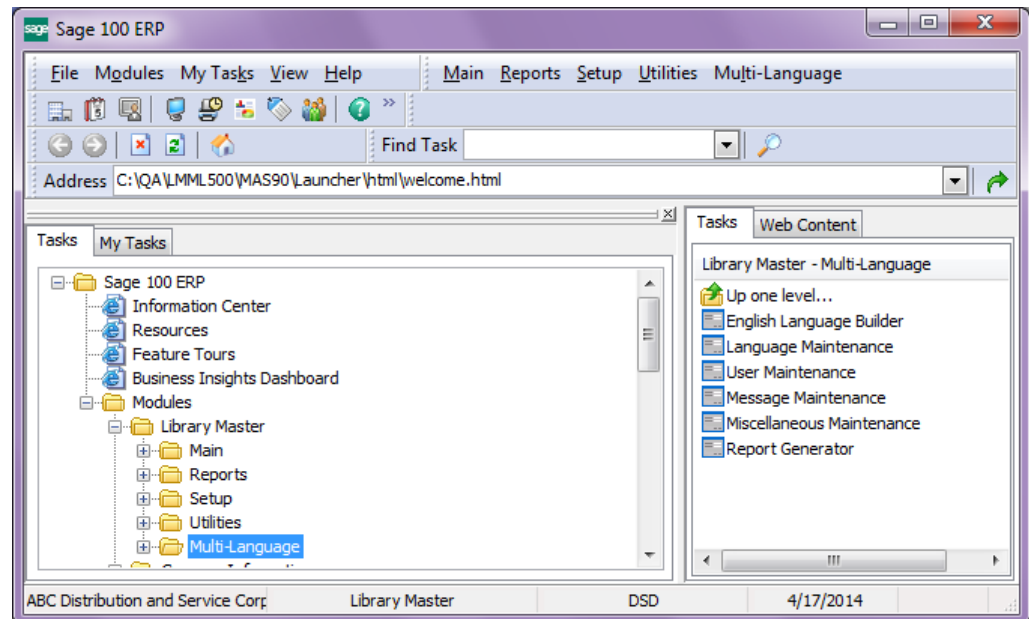 sage Sage 100 ERP
File Modules My Tasks View Help Main Reports Setup Utilities Multi-Language
Find Task
Address C:\QA\LMML500\MAS90\Launcher\html\welcome.html
Tasks My Tasks
Sage 100 ERP
Information Center
Resources
Feature Tours
Business Insights Dashboard
Modules
Library Master
Main
Reports
Setup
Utilities
Multi-Language
Tasks Web Content
Library Master - Multi-Language
Up one level...
English Language Builder
Language Maintenance
User Maintenance
Message Maintenance
Miscellaneous Maintenance
Report Generator
ABC Distribution and Service Corp Library Master DSD 4/17/2014